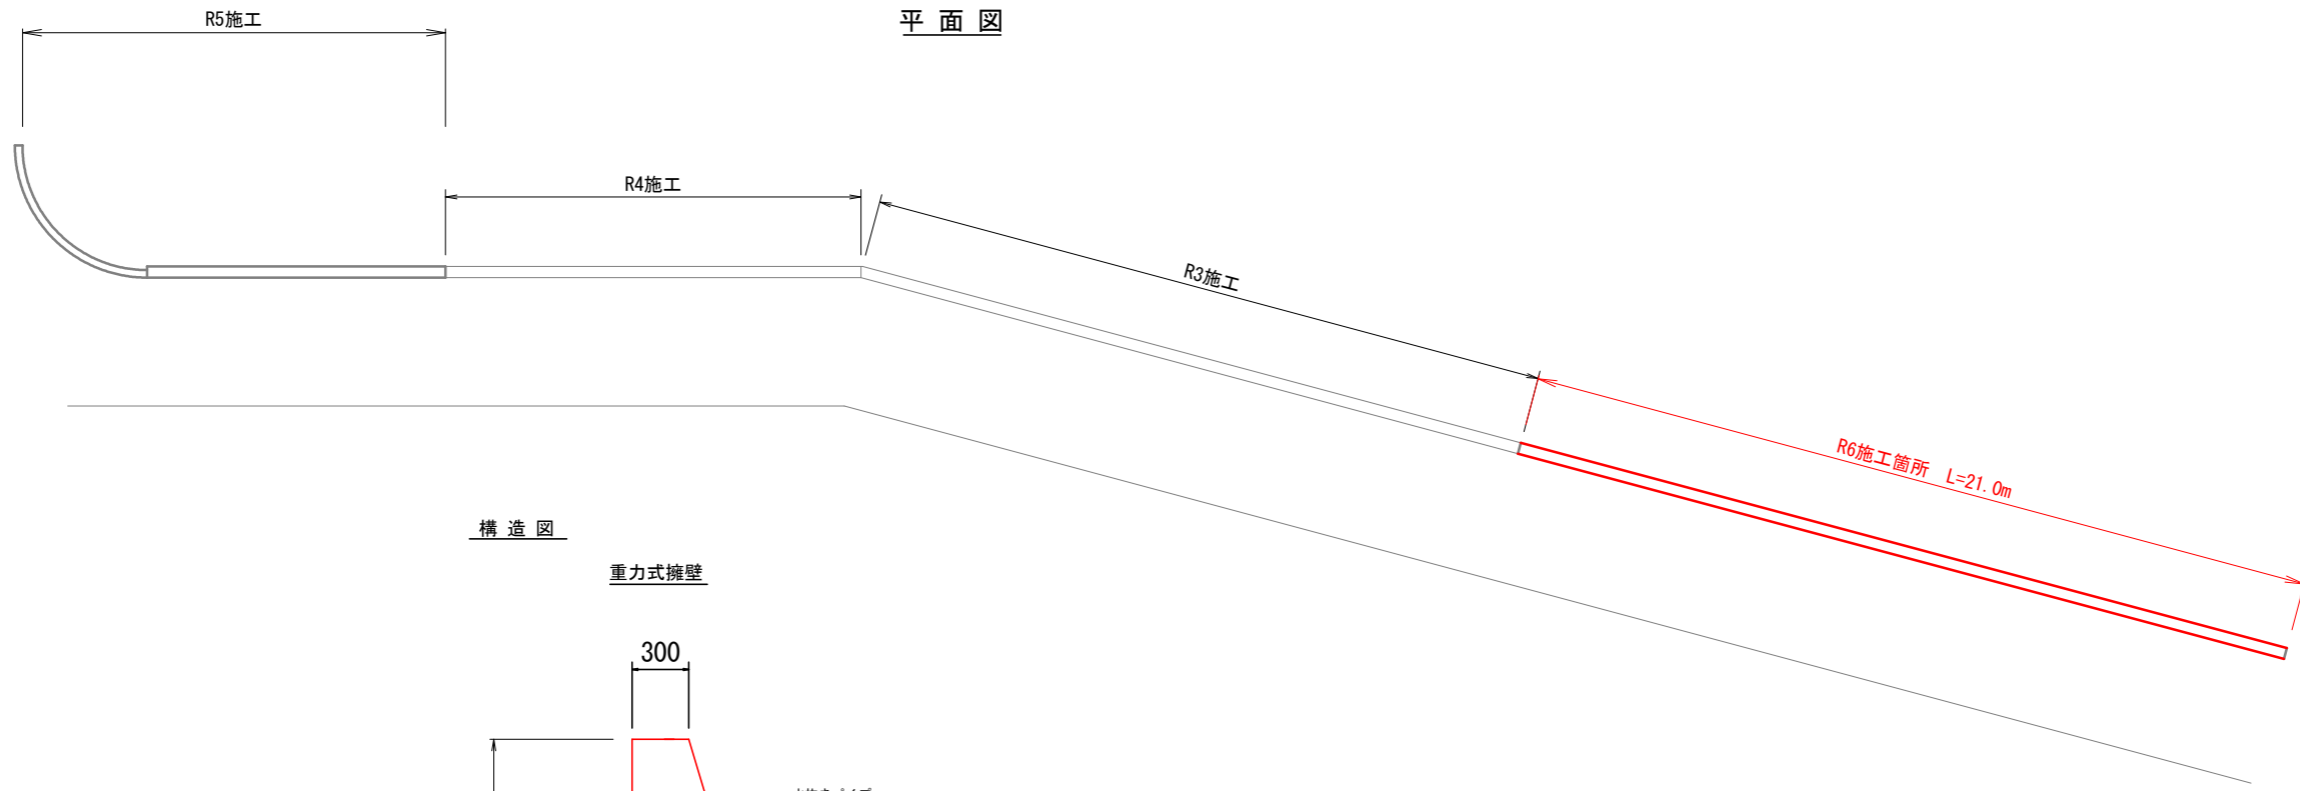 平 面 図
R5施工
R4施工
R3施工
R6施工箇所 L=21.0m
構 造 図
重力式擁壁
300